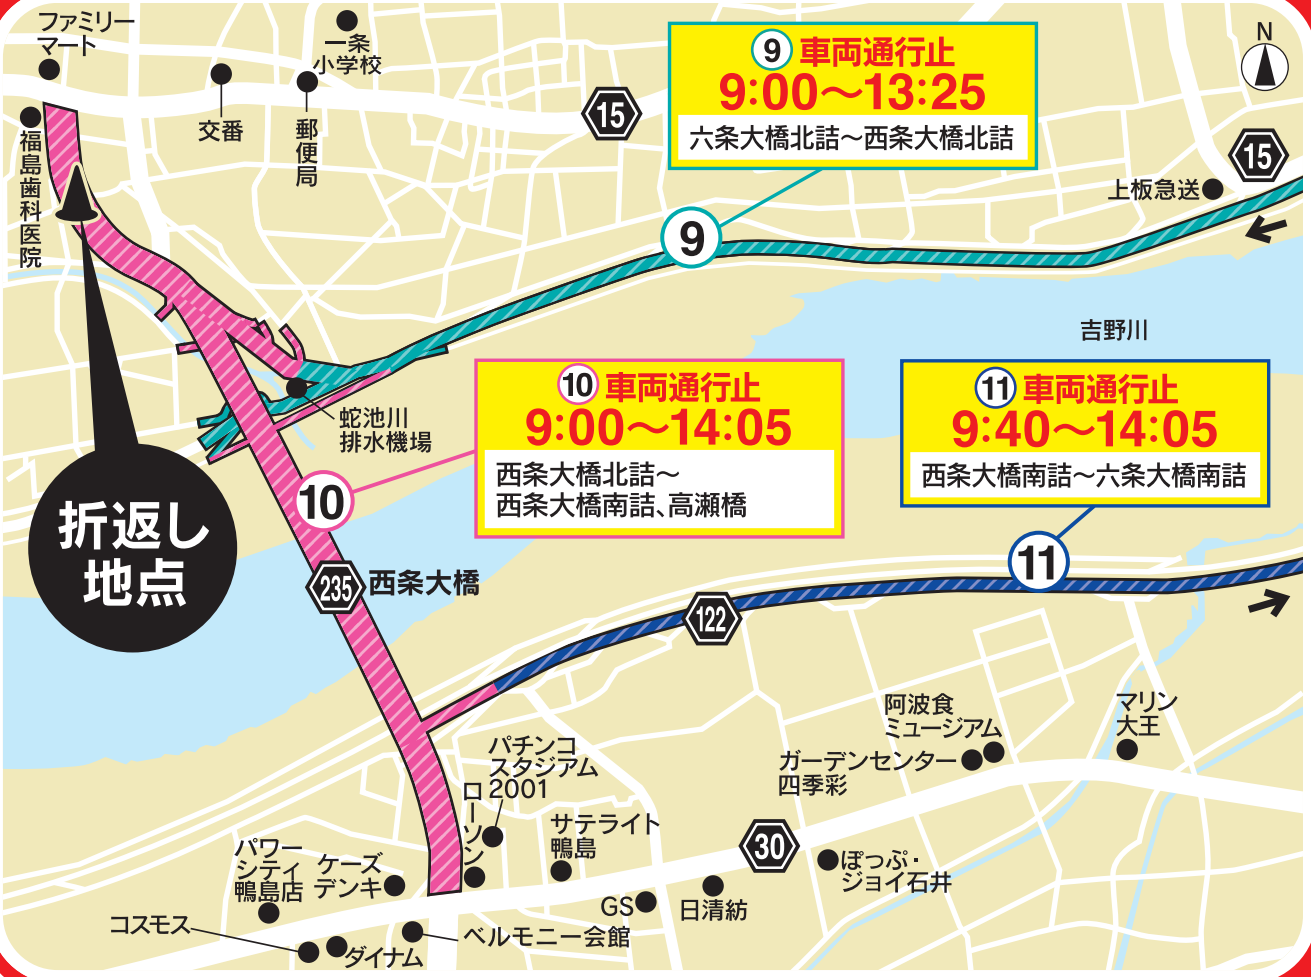 ファミリー
マート
一条
小学校
交番
郵便局
福島歯科医院
15
⑨ 車両通行止
9:00〜13:25
六条大橋北詰〜西条大橋北詰
N
15
上板急送
9
吉野川
⑩ 車両通行止
9:00〜14:05
西条大橋北詰〜
西条大橋南詰、高瀬橋
⑪ 車両通行止
9:40〜14:05
西条大橋南詰〜六条大橋南詰
蛇池川
排水機場
10
折返し
地点
235
西条大橋
11
122
パチンコ
スタジアム
2001
ローソン
サテライト
鴨島
阿波食
ミュージアム
ガーデンセンター
四季彩
マリン
大王
30
ぽっぷ・
ジョイ石井
パワー
シティ
鴨島店
ケーズ
デンキ
GS
日清紡
コスモス
ダイナム
ベルモニー会館